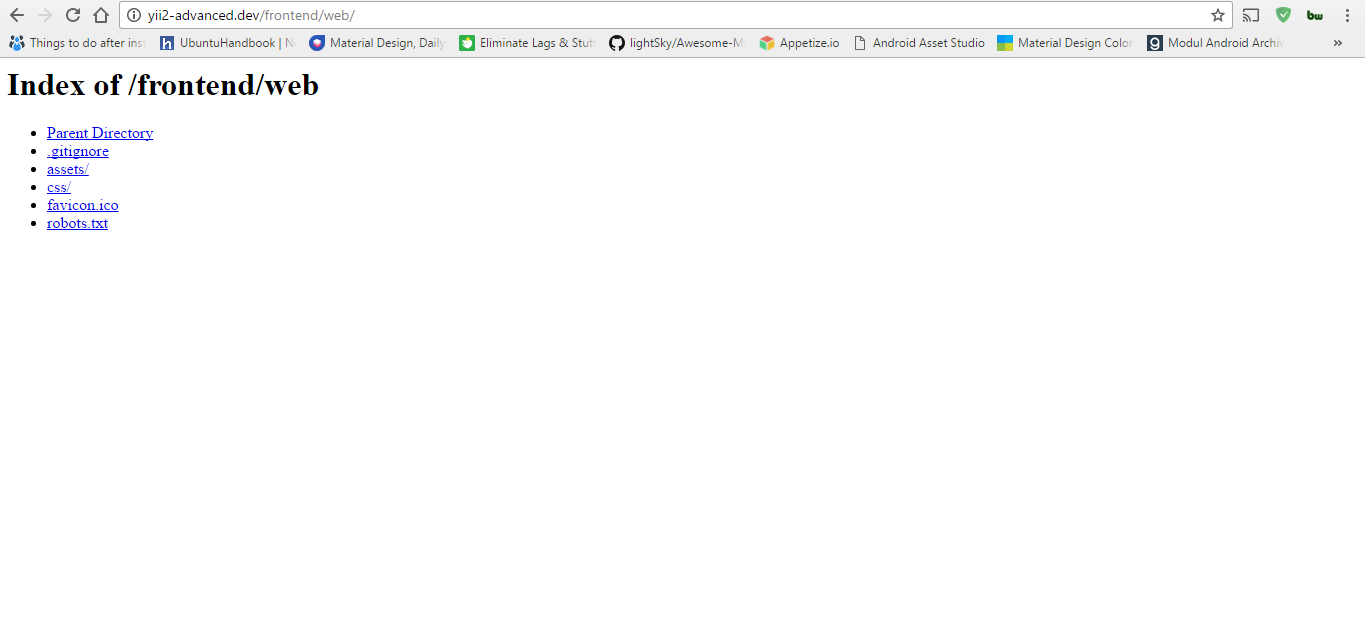 yii2-advanced.dev/frontend/web/
Things to do after inst
UbuntuHandbook | N
Material Design, Daily
Eliminate Lags & Stutt
lightSky/Awesome-M
Appetize.io
Android Asset Studio
Material Design Color
Modul Android Archiv
bw
h
g
»
Index of /frontend/web
Parent Directory
.gitignore
assets/
css/
favicon.ico
robots.txt